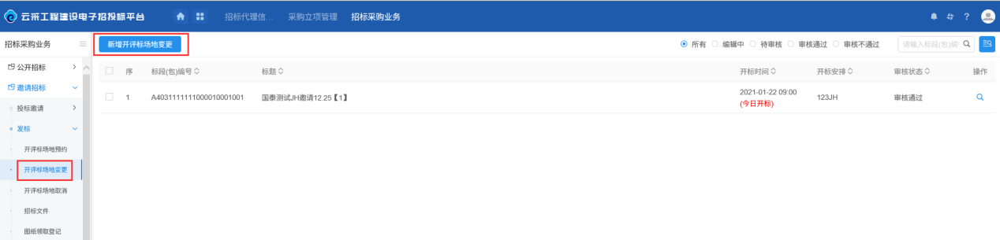 云采工程建设电子招投标平台 招标代理信... 采购立项管理 招标采购业务
招标采购业务 新增开评标场地变更 所有 编辑中 待审核 审核通过 审核不通过 请输入标段(包)编
公开招标
序 标段(包)编号 标题 开标时间 开标安排 审核状态 操作
邀请招标
1 A4031111111000010001001 国泰测试JH邀请12.25【1】 2021-01-22 09:00 123JH 审核通过
(今日开标)
投标邀请
发标
开评标场地预约
开评标场地变更
开评标场地取消
招标文件
图纸领取登记